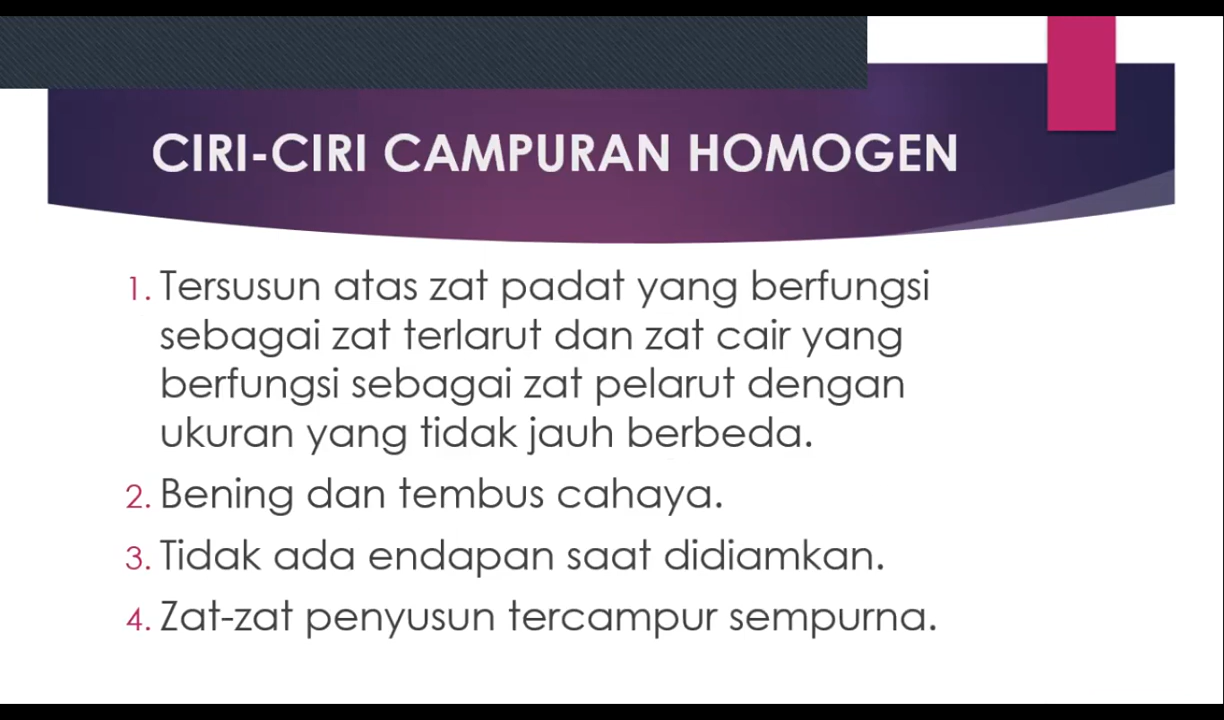 CIRI-CIRI CAMPURAN HOMOGEN
1. Tersusun atas zat padat yang berfungsi
sebagai zat terlarut dan zat cair yang
berfungsi sebagai zat pelarut dengan
ukuran yang tidak jauh berbeda.
2. Bening dan tembus cahaya.
3. Tidak ada endapan saat didiamkan.
4. Zat-zat penyusun tercampur sempurna.